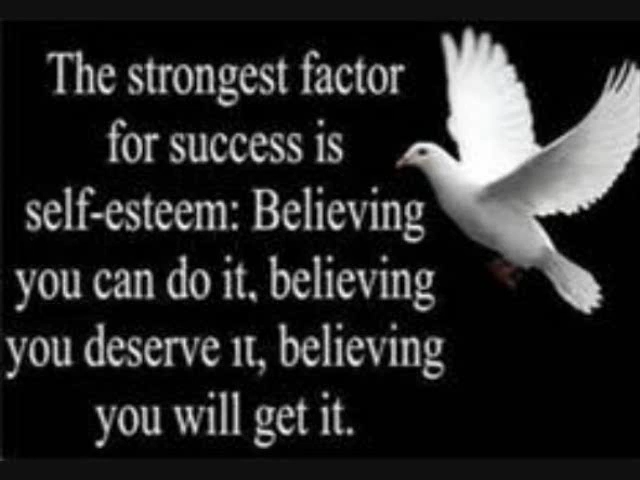 The strongest factor
for success is
self-esteem: Believing
you can do it, believing
you deserve it, believing
you will get it.